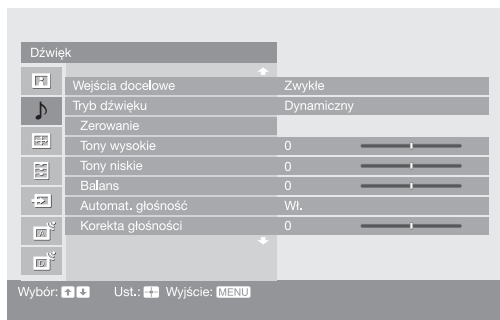 Dźwięk
Wejścia docelowe Zwykłe
Tryb dźwięku Dynamiczny
Zerowanie
Tony wysokie 0
Tony niskie 0
Balans 0
Automat. głośność Wł.
Korekta głośności 0
Wybór: Ust.: Wyjście: MENU